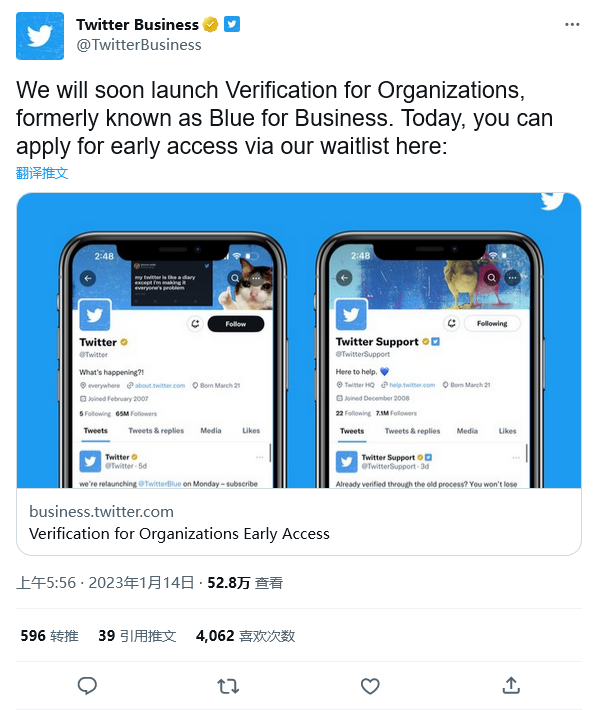 Twitter Business
@TwitterBusiness
We will soon launch Verification for Organizations,
formerly known as Blue for Business. Today, you can
apply for early access via our waitlist here:
翻译推文
2:48
my twitter is like a diary
except I'm making it
everyone's problem
Follow
Twitter
@Twitter
What's happening?!
everywhere about.twitter.com Born March 21
Joined February 2007
5 Following 65M Followers
Tweets Tweets & replies Media Likes
Twitter
@Twitter · 5d
we're relaunching @TwitterBlue on Monday – subscribe
2:48
Following
Twitter Support
@TwitterSupport
Here to help. 💙
Twitter HQ help.twitter.com Born March 21
Joined December 2008
22 Following 7.1M Followers
Tweets Tweets & replies Media Likes
Twitter Support
@TwitterSupport · 3d
Already verified through the old process? You won't lose
business.twitter.com
Verification for Organizations Early Access
上午5:56 · 2023年1月14日 · 52.8万 查看
596 转推 39 引用推文 4,062 喜欢次数